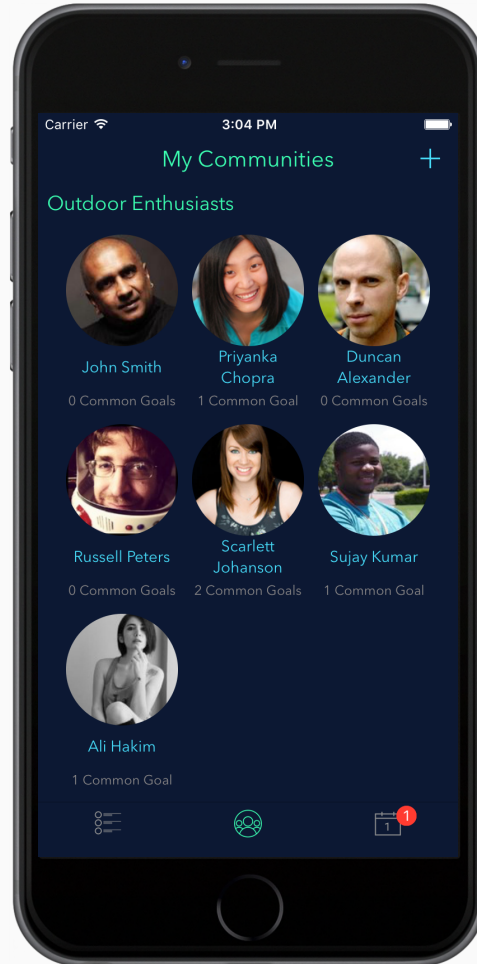 Carrier 3:04 PM
My Communities +
Outdoor Enthusiasts
John Smith
Priyanka
Chopra
Duncan
Alexander
0 Common Goals 1 Common Goal 0 Common Goals
Russell Peters
Scarlett
Johanson
Sujay Kumar
0 Common Goals 2 Common Goals 1 Common Goal
Ali Hakim
1 Common Goal
1 1